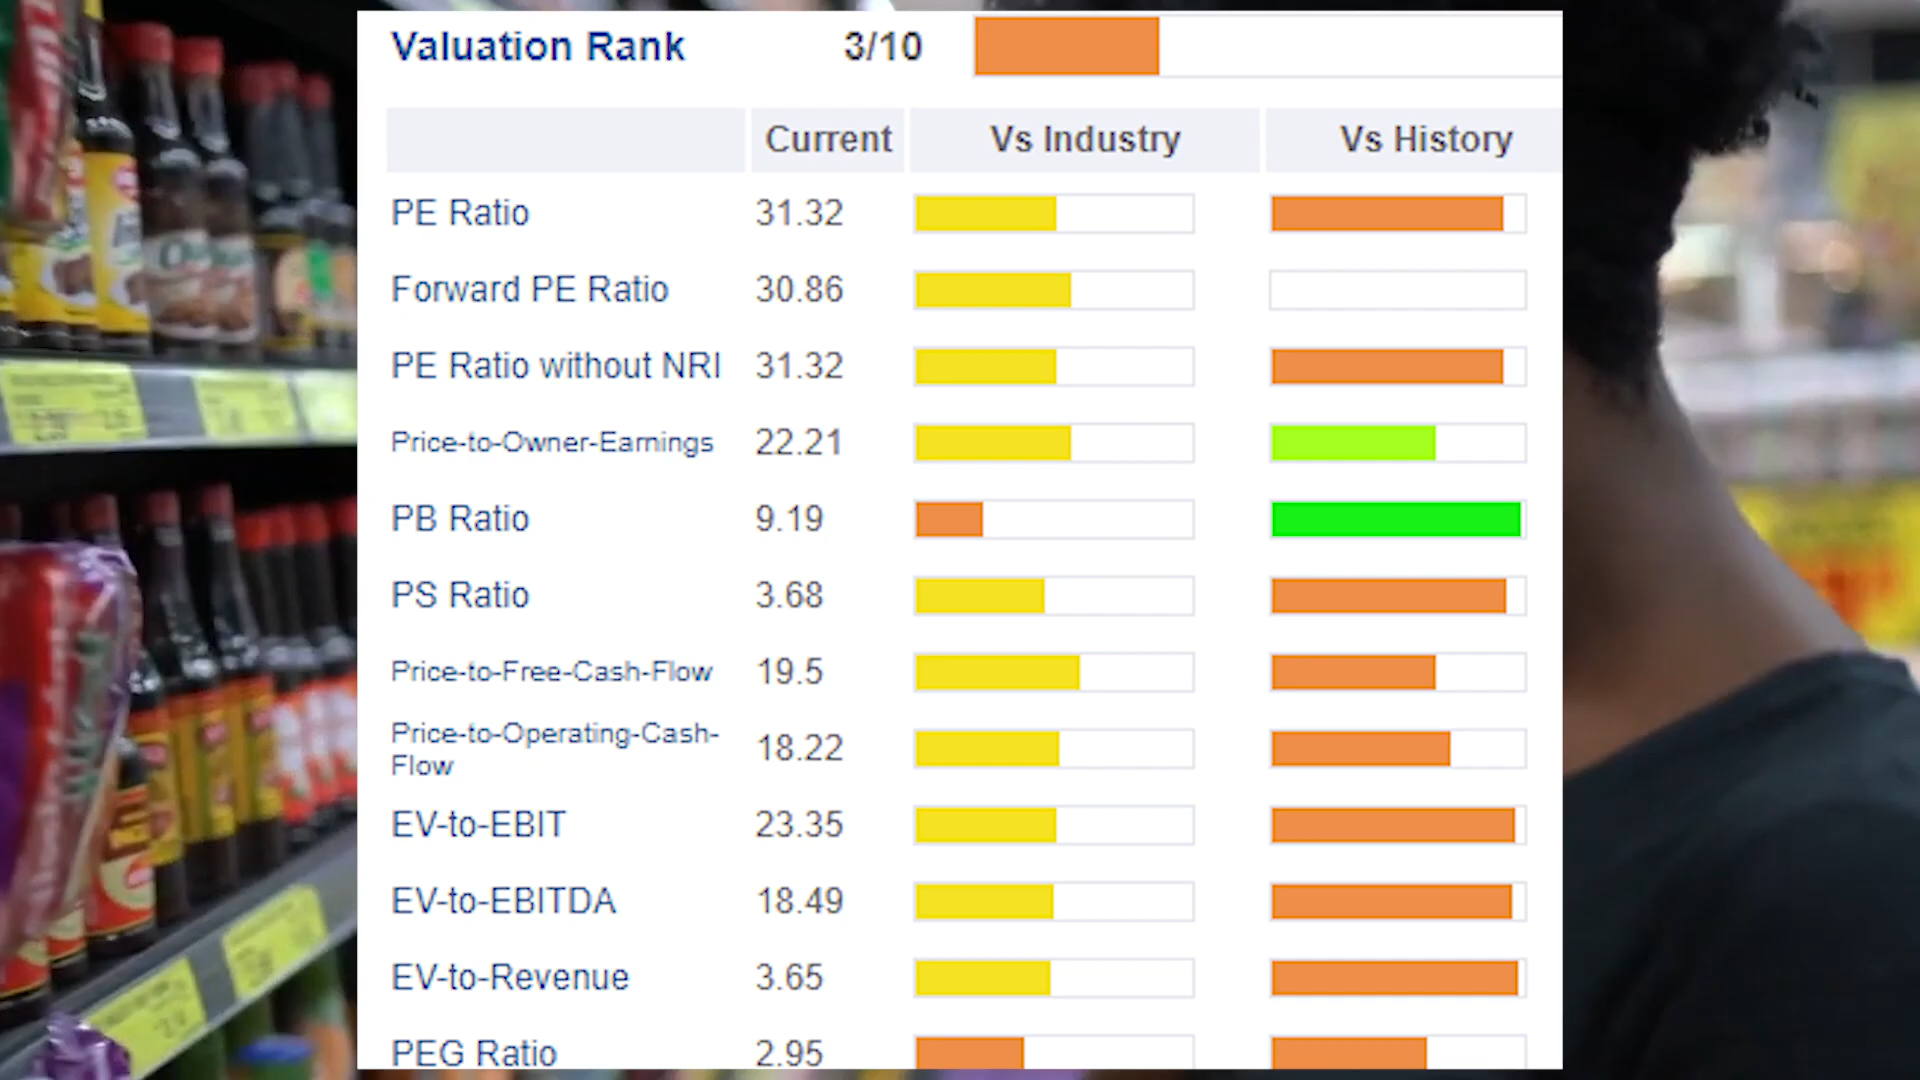 Valuation Rank 3/10
Current Vs Industry Vs History
PE Ratio 31.32
Forward PE Ratio 30.86
PE Ratio without NRI 31.32
Price-to-Owner-Earnings 22.21
PB Ratio 9.19
PS Ratio 3.68
Price-to-Free-Cash-Flow 19.5
Price-to-Operating-Cash-
Flow 18.22
EV-to-EBIT 23.35
EV-to-EBITDA 18.49
EV-to-Revenue 3.65
PEG Ratio 2.95